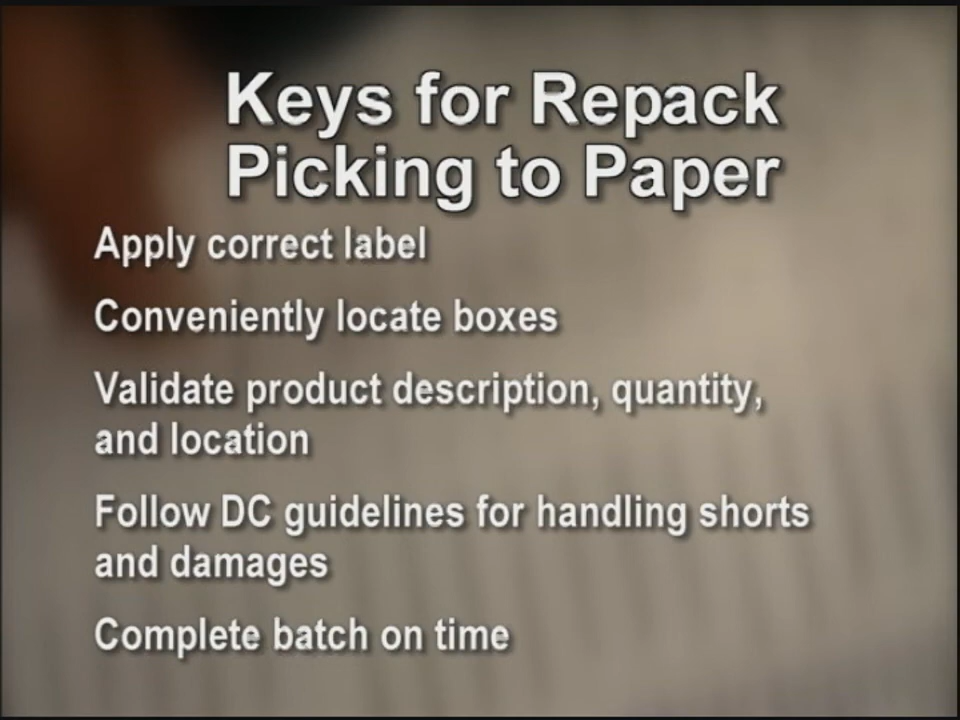 Keys for Repack
Picking to Paper
Apply correct label
Conveniently locate boxes
Validate product description, quantity,
and location
Follow DC guidelines for handling shorts
and damages
Complete batch on time